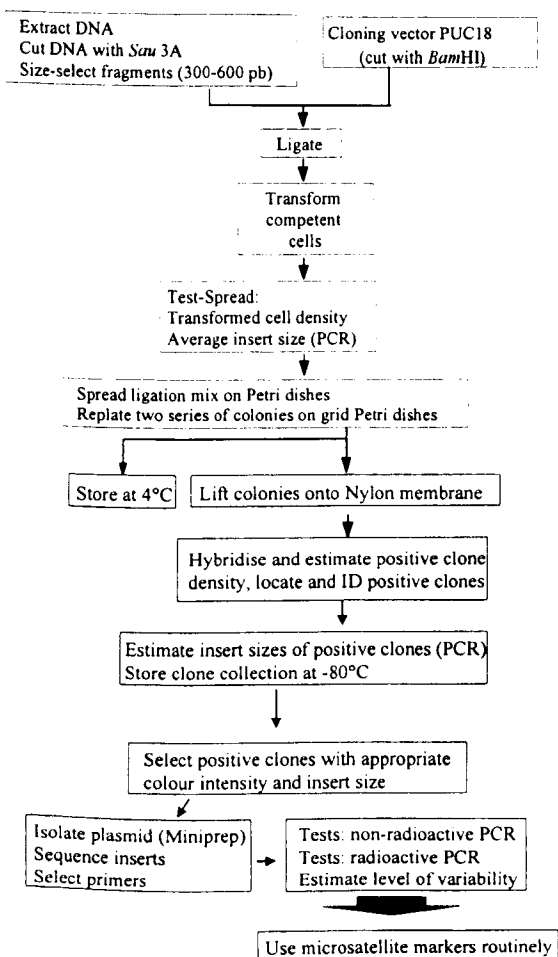 Extract DNA
Cut DNA with Sau 3A
Size-select fragments (300-600 pb)
Cloning vector PUC18
(cut with BamHI)
Ligate
Transform
competent
cells
Test-Spread:
Transformed cell density
Average insert size (PCR)
Spread ligation mix on Petri dishes
Replate two series of colonies on grid Petri dishes
Store at 4°C
Lift colonies onto Nylon membrane
Hybridise and estimate positive clone
density, locate and ID positive clones
Estimate insert sizes of positive clones (PCR)
Store clone collection at -80°C
Select positive clones with appropriate
colour intensity and insert size
Isolate plasmid (Miniprep)
Sequence inserts
Select primers
Tests: non-radioactive PCR
Tests: radioactive PCR
Estimate level of variability
Use microsatellite markers routinely